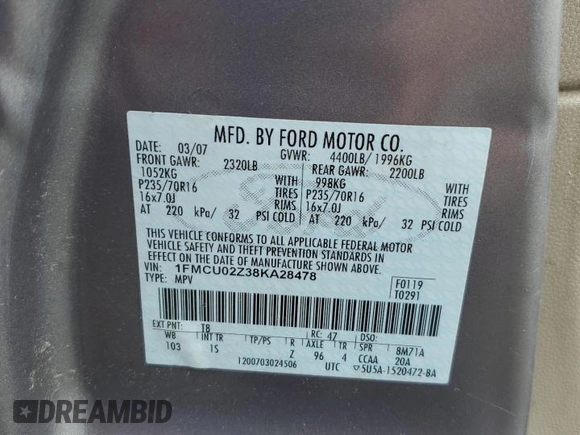 MFD. BY FORD MOTOR CO.
DATE: 03/07 GVWR: 4400LB/1996KG
FRONT GAWR: 2320LB REAR GAWR: 2200LB
1052KG WITH 998KG WITH
P235/70R16 TIRES P235/70R16 TIRES
16x7.0J RIMS 16x7.0J RIMS
AT 220 kPa/ 32 PSI COLD AT 220 kPa/ 32 PSI COLD
THIS VEHICLE CONFORMS TO ALL APPLICABLE FEDERAL MOTOR
VEHICLE SAFETY AND THEFT PREVENTION STANDARDS IN
EFFECT ON THE DATE OF MANUFACTURE SHOWN ABOVE.
VIN: 1FMCU02Z38KA28478
TYPE: MPV
F0119
T0291
EXT PNT: T8 RC: 47 DSO:
WB INT TR TP/PS R AXLE TR SPR 8M71A
103 1S Z 96 4 CCAA 20A
1200703024506 UTC ▽5U5A-1520472-BA
DREAMBID